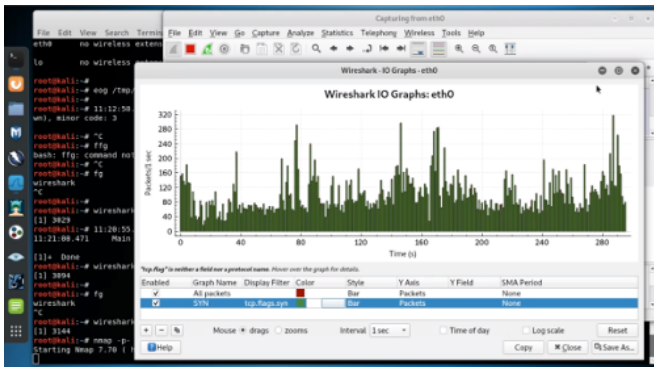 Capturing from eth0
File Edit View Search Termin
File Edit View Go Capture Analyze Statistics Telephony Wireless Tools Help
eth0 no wireless extens
lo no wireless
Wireshark · IO Graphs · eth0
root@kali:~#
root@kali:~# eog /tmp/
root@kali:~#
root@kali:~# 11:12:50.
wn), minor code: 3
root@kali:~# ^C
root@kali:~# ffg
bash: ffg: command not
root@kali:~# ^C
root@kali:~# fg
wireshark
^C
root@kali:~# wireshark
[1] 3029
root@kali:~# 11:20:55.
11:21:00.471 Main
[1]+ Done
root@kali:~# wireshark
[1] 3094
root@kali:~#
root@kali:~# fg
wireshark
^C
root@kali:~# wireshark
[1] 3144
root@kali:~# nmap -p-
Starting Nmap 7.70 ( h
Wireshark IO Graphs: eth0
Packets/1 sec
320
280
240
200
160
120
80
40
0
0 40 80 120 160 200 240 280
Time (s)
"tcp.flag" is neither a field nor a protocol name. Hover over the graph for details.
Enabled Graph Name Display Filter Color Style Y Axis Y Field SMA Period
All packets Bar Packets None
SYN tcp.flags.syn Bar Packets None
+ - Mouse drags zooms Interval 1 sec Time of day Log scale Reset
Help Copy Close Save As...